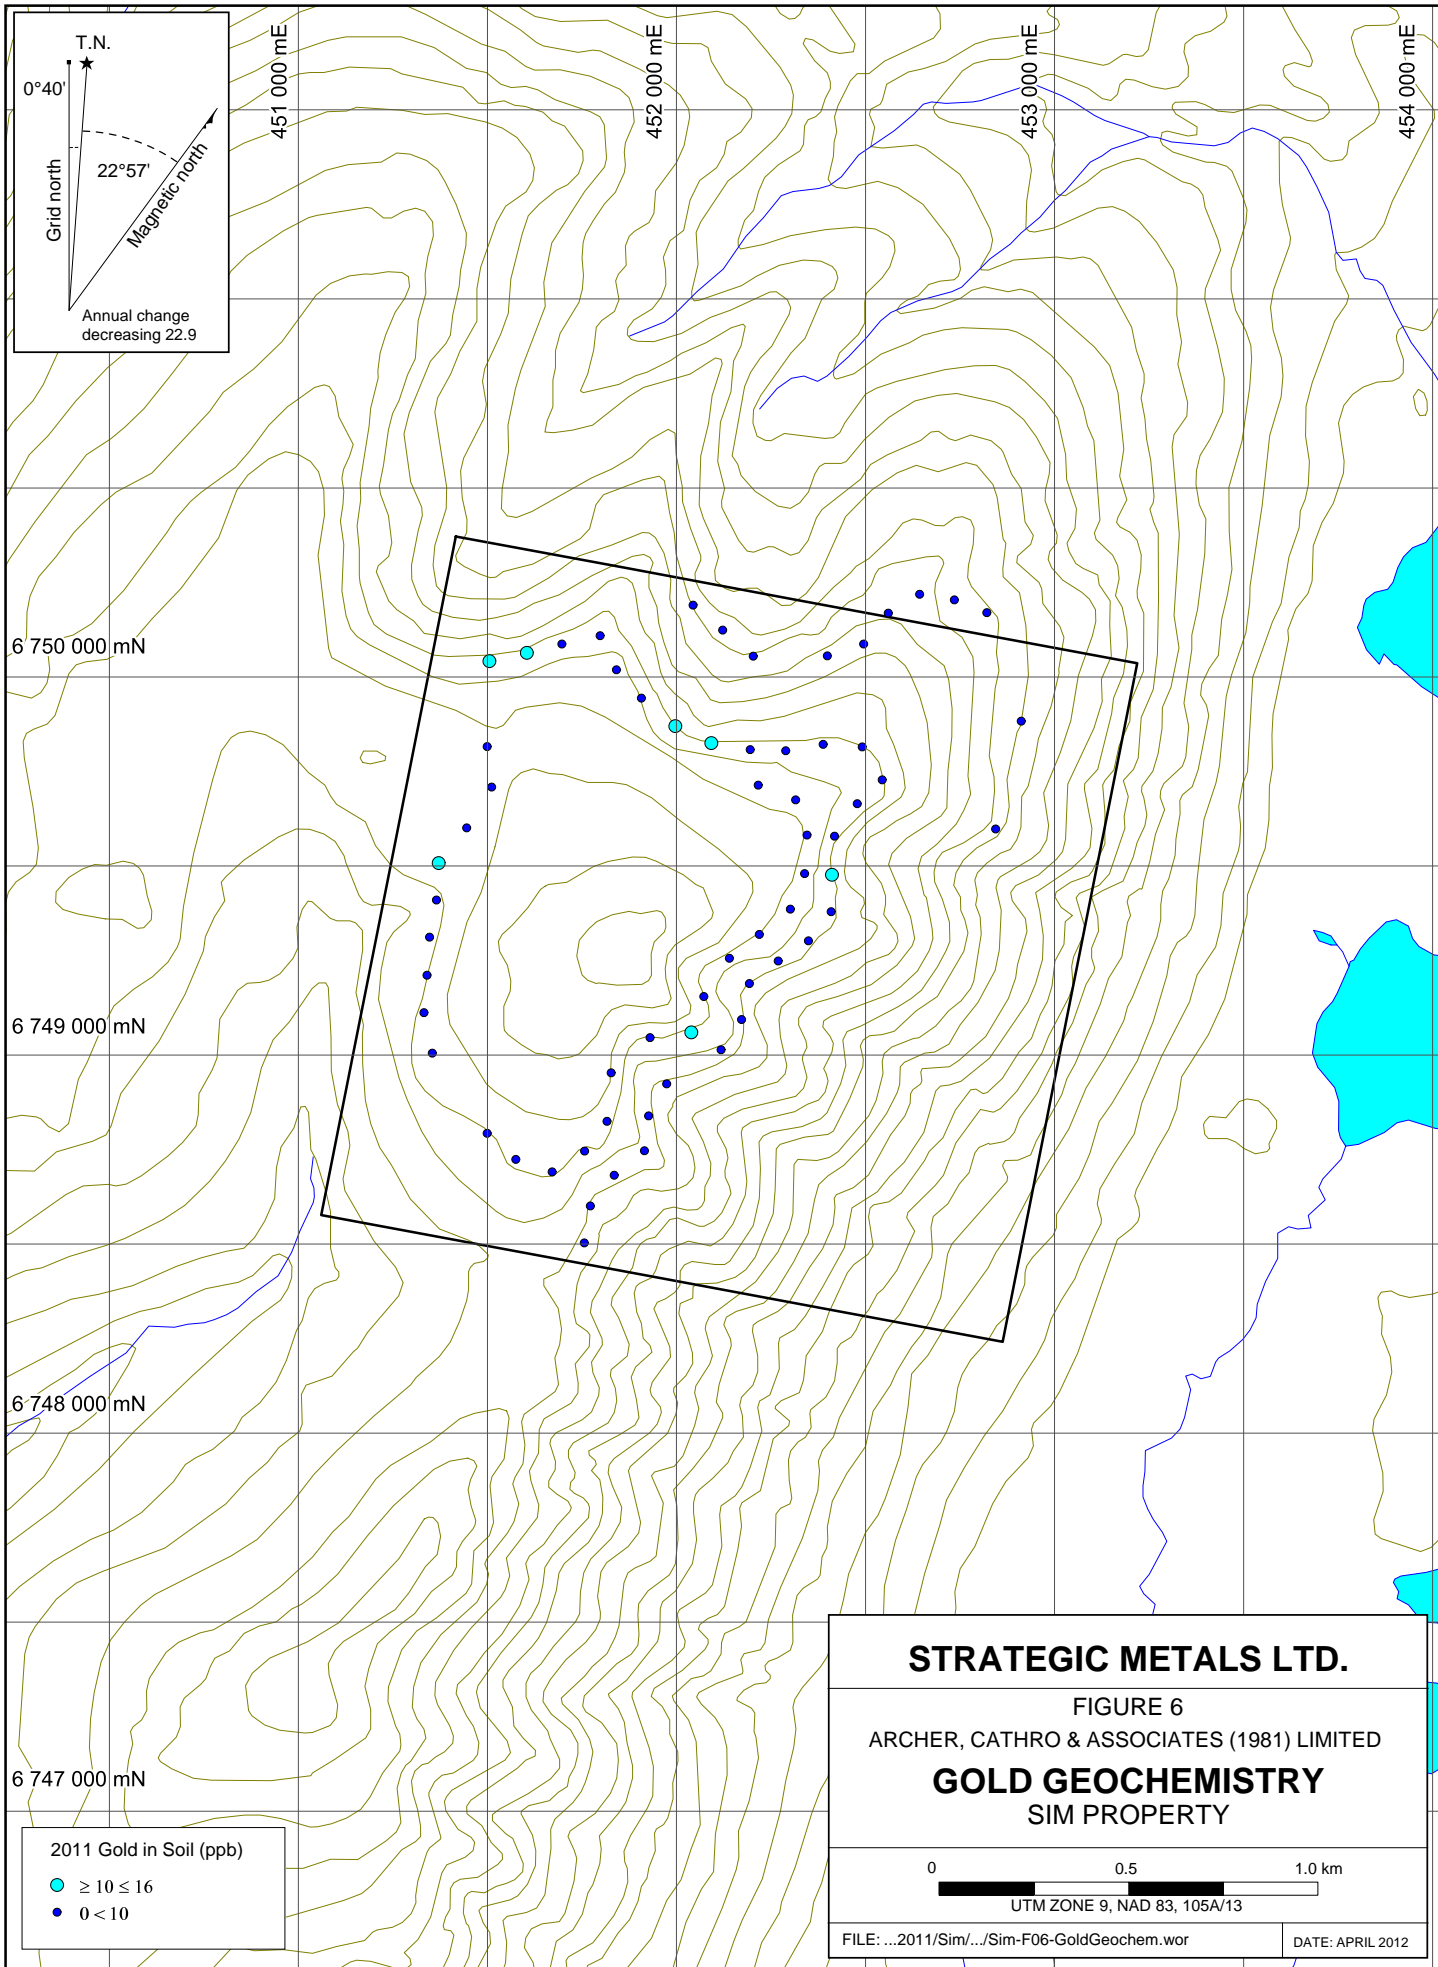 T.N.
0°40'
22°57'
Grid north
Magnetic north
Annual change
decreasing 22.9
451 000 mE
452 000 mE
453 000 mE
454 000 mE
6 750 000 mN
6 749 000 mN
6 748 000 mN
6 747 000 mN
2011 Gold in Soil (ppb)
≥ 10 ≤ 16
0 < 10
STRATEGIC METALS LTD.
FIGURE 6
ARCHER, CATHRO & ASSOCIATES (1981) LIMITED
GOLD GEOCHEMISTRY
SIM PROPERTY
0 0.5 1.0 km
UTM ZONE 9, NAD 83, 105A/13
FILE: ...2011/Sim/.../Sim-F06-GoldGeochem.wor
DATE: APRIL 2012